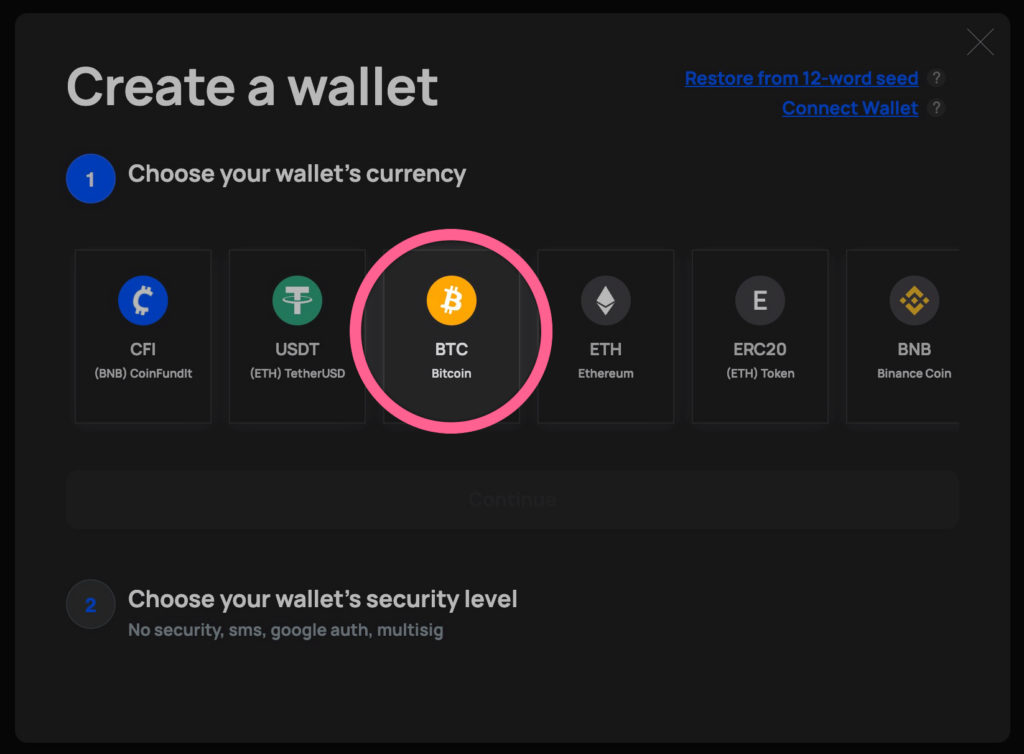 Create a wallet
Restore from 12-word seed ?
Connect Wallet ?
1 Choose your wallet's currency
CFI
(BNB) CoinFundIt
USDT
(ETH) TetherUSD
BTC
Bitcoin
ETH
Ethereum
E
ERC20
(ETH) Token
BNB
Binance Coin
Continue
2 Choose your wallet's security level
No security, sms, google auth, multisig